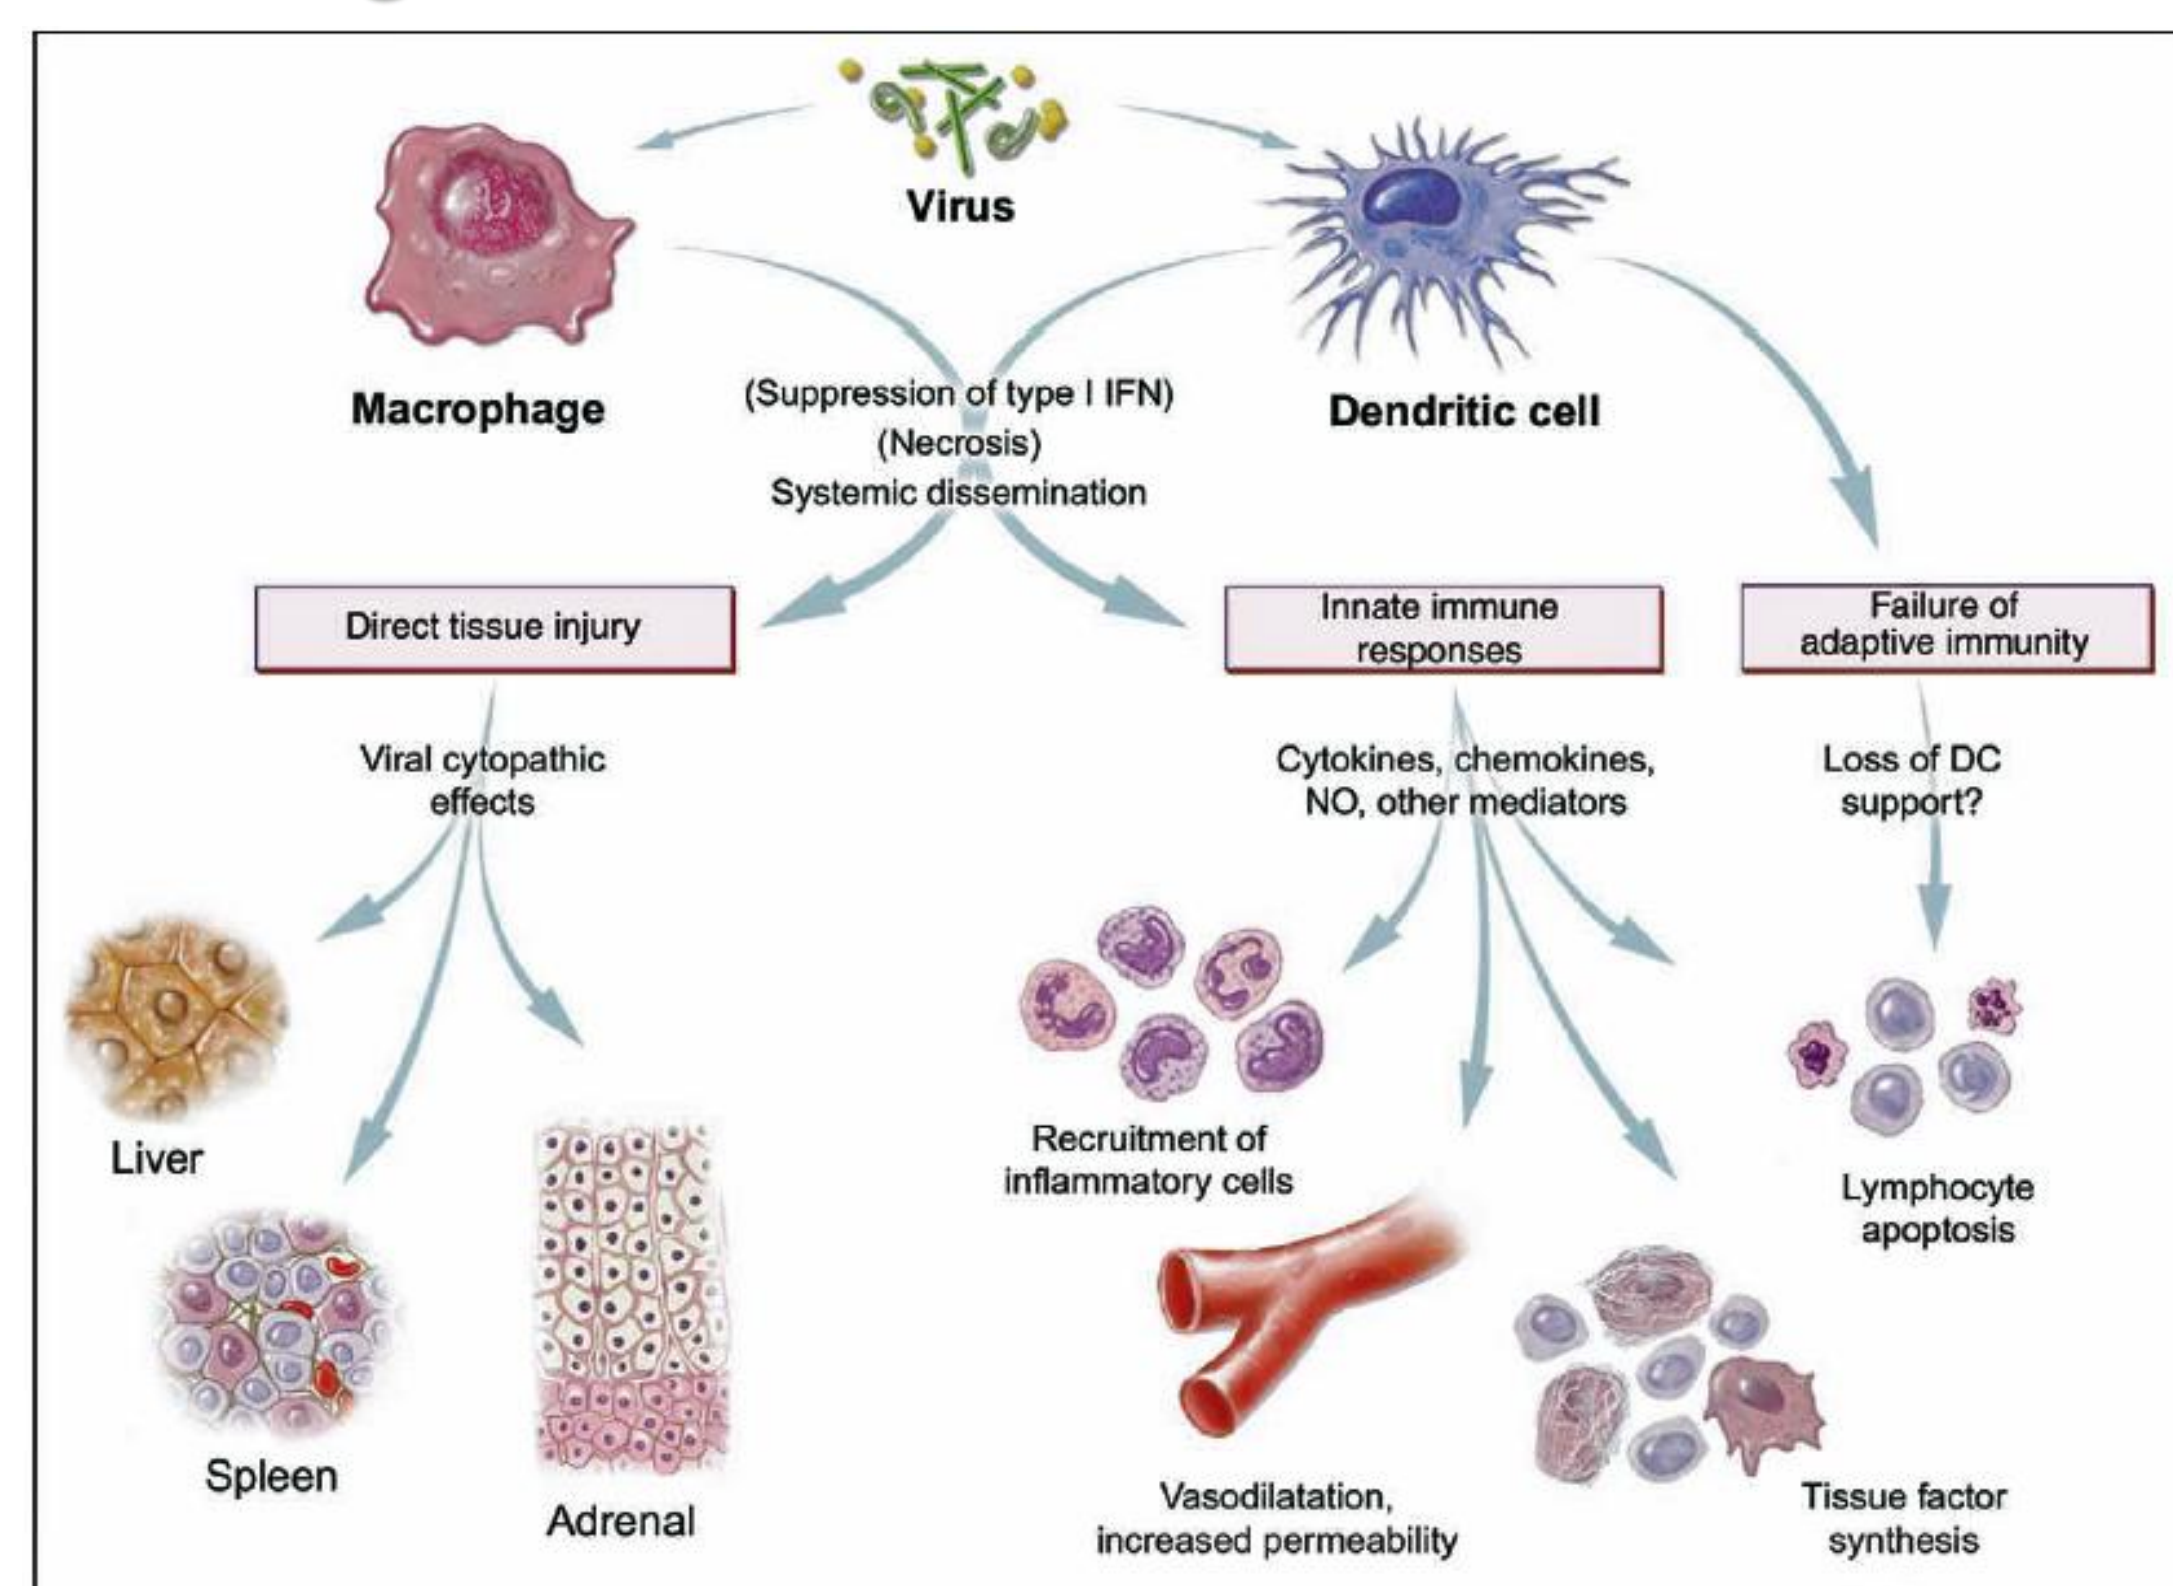 Virus
Macrophage
Dendritic cell
(Suppression of type I IFN)
(Necrosis)
Systemic dissemination
Direct tissue injury
Innate immune
responses
Failure of
adaptive immunity
Viral cytopathic
effects
Cytokines, chemokines,
NO, other mediators
Loss of DC
support?
Liver
Spleen
Adrenal
Recruitment of
inflammatory cells
Vasodilatation,
increased permeability
Tissue factor
synthesis
Lymphocyte
apoptosis